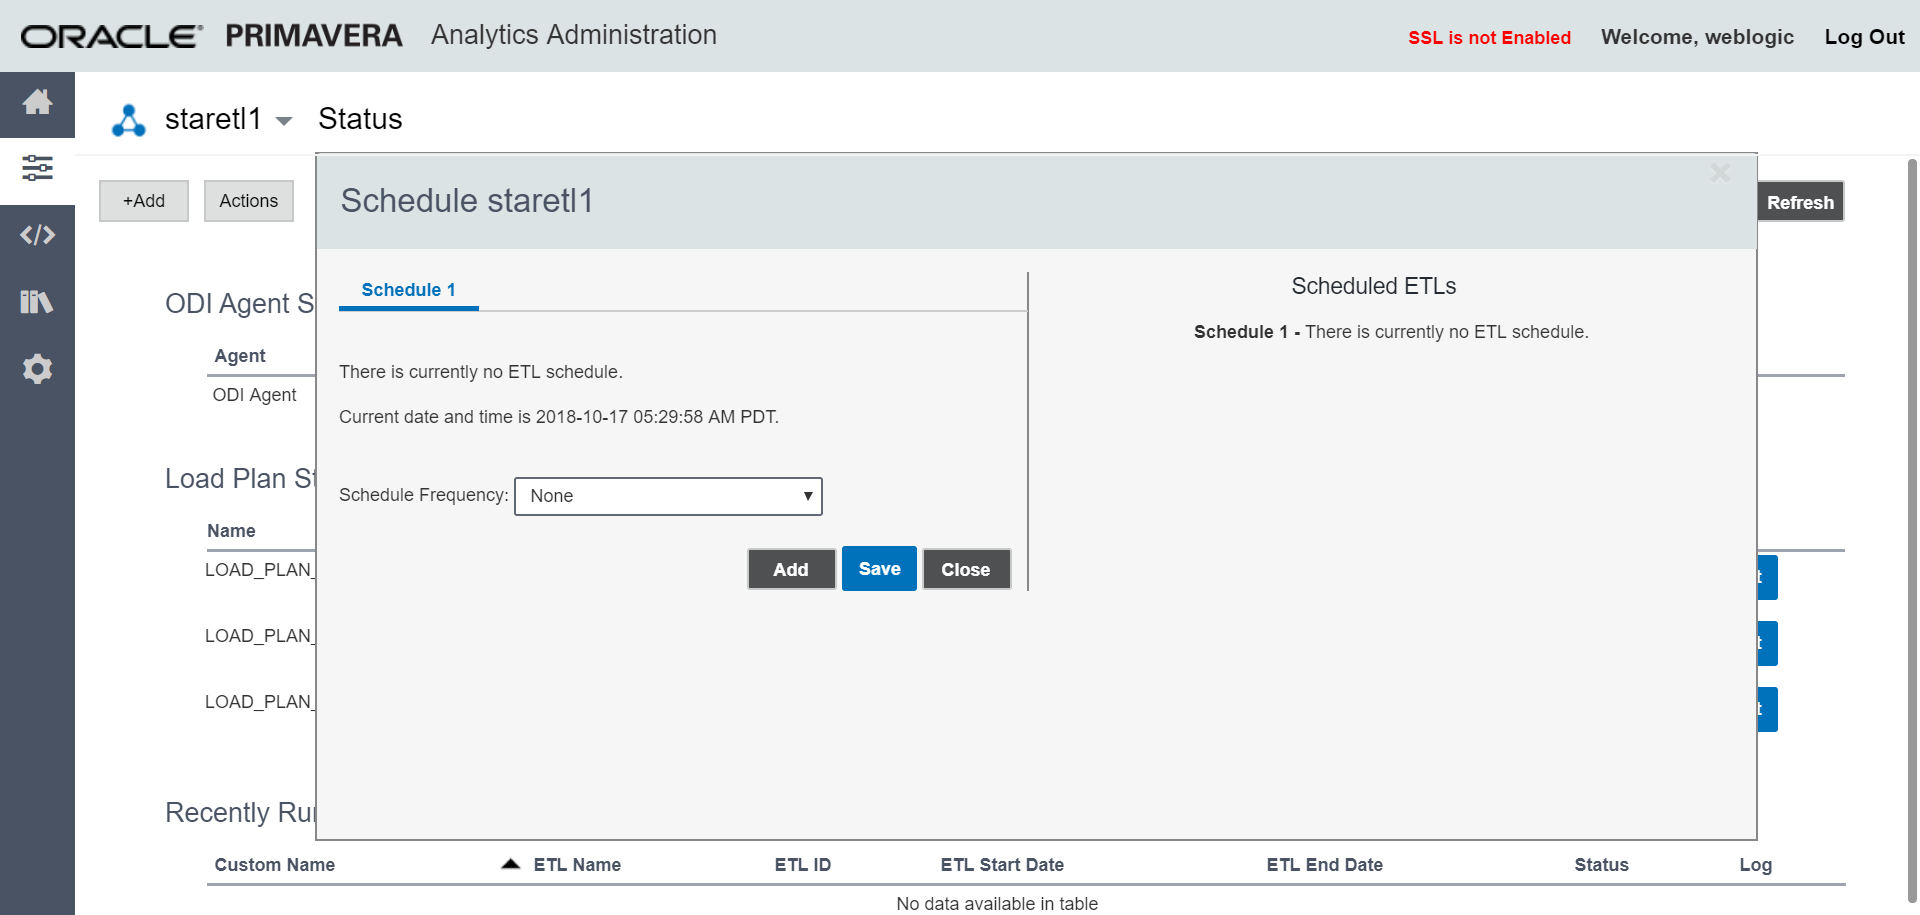 ORACLE PRIMAVERA Analytics Administration
SSL is not Enabled Welcome, weblogic Log Out
staretl1 Status
+Add Actions Refresh
Schedule staretl1
Schedule 1
There is currently no ETL schedule.
Current date and time is 2018-10-17 05:29:58 AM PDT.
Schedule Frequency: None
Add Save Close
Scheduled ETLs
Schedule 1 - There is currently no ETL schedule.
ODI Agent S
Agent
ODI Agent
Load Plan St
Name
LOAD_PLAN_
LOAD_PLAN_
LOAD_PLAN_
Recently Ru
Custom Name ETL Name ETL ID ETL Start Date ETL End Date Status Log
No data available in table